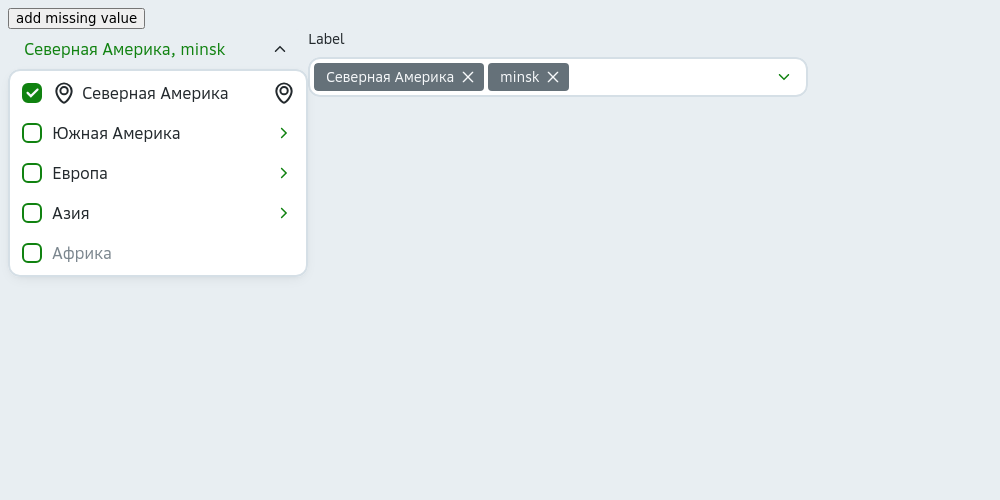 add missing value
Северная Америка, minsk
Северная Америка
Южная Америка
Европа
Азия
Африка
Label
Северная Америка
minsk